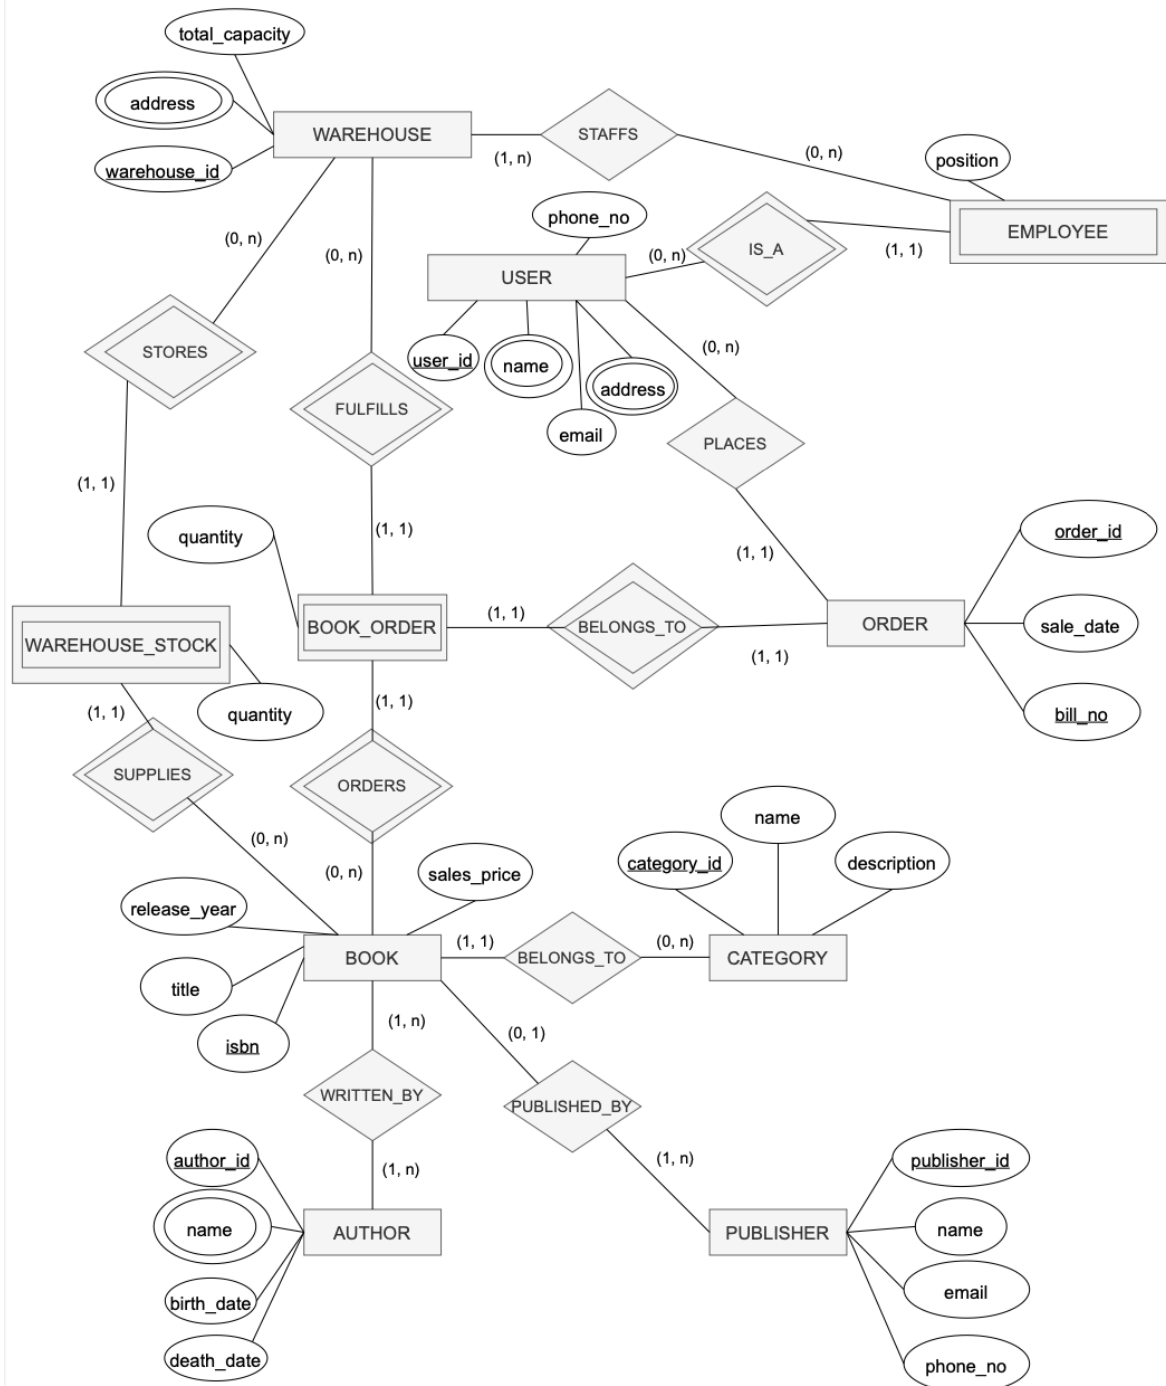 total_capacity
address
WAREHOUSE
STAFFS
(1, n)
(0, n)
position
warehouse_id
phone_no
EMPLOYEE
(0, n)
(0, n)
(0, n)
IS_A
(1, 1)
USER
STORES
(0, n)
user_id
name
address
FULFILLS
email
PLACES
(1, 1)
quantity
(1, 1)
(1, 1)
order_id
(1, 1)
BOOK_ORDER
BELONGS_TO
ORDER
sale_date
WAREHOUSE_STOCK
(1, 1)
(1, 1)
(1, 1)
quantity
bill_no
SUPPLIES
ORDERS
name
(0, n)
(0, n)
sales_price
category_id
description
release_year
BOOK
(1, 1)
BELONGS_TO
(0, n)
CATEGORY
title
isbn
(1, n)
(0, 1)
WRITTEN_BY
PUBLISHED_BY
author_id
(1, n)
(1, n)
publisher_id
name
AUTHOR
PUBLISHER
name
birth_date
email
death_date
phone_no